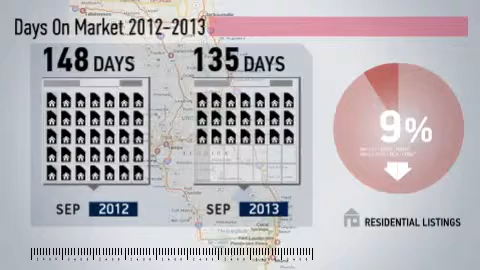 Days On Market 2012–2013
148 DAYS
135 DAYS
9%
SEP 2012
SEP 2013
RESIDENTIAL LISTINGS